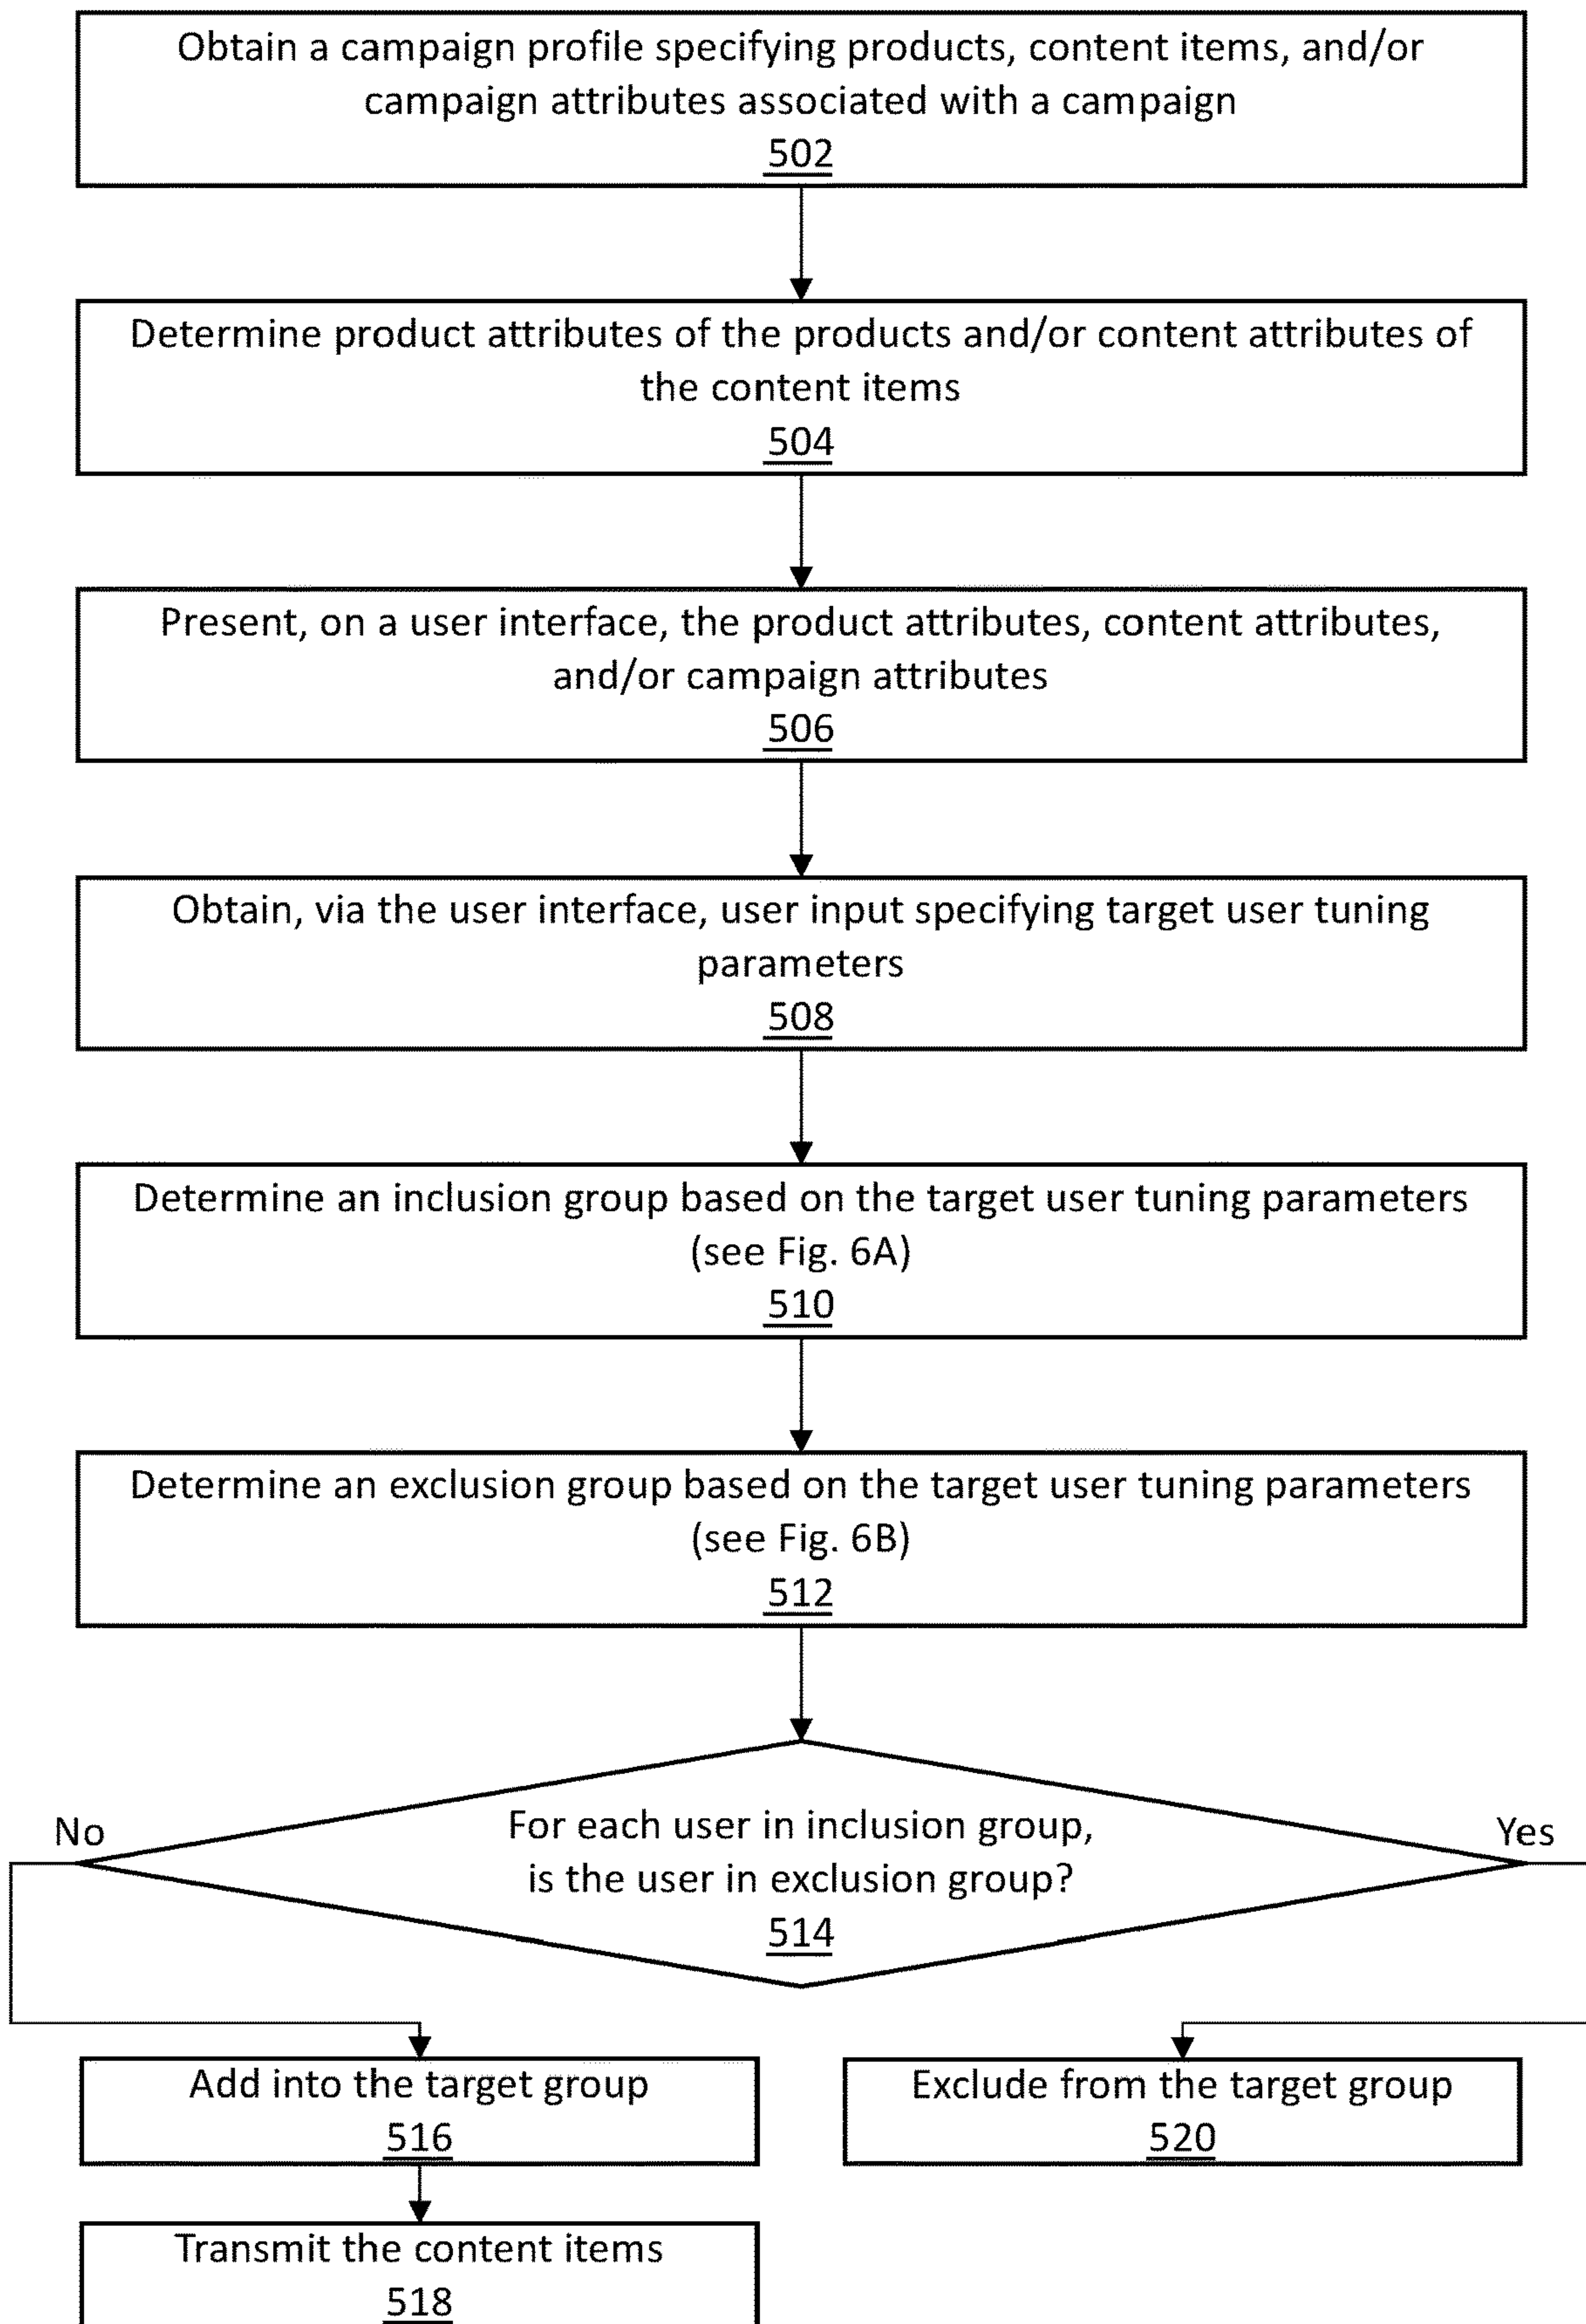 Obtain a campaign profile specifying products, content items, and/or
campaign attributes associated with a campaign
502
Determine product attributes of the products and/or content attributes of
the content items
504
Present, on a user interface, the product attributes, content attributes,
and/or campaign attributes
506
Obtain, via the user interface, user input specifying target user tuning
parameters
508
Determine an inclusion group based on the target user tuning parameters
(see Fig. 6A)
510
Determine an exclusion group based on the target user tuning parameters
(see Fig. 6B)
512
No
Yes
For each user in inclusion group,
is the user in exclusion group?
514
Add into the target group
516
Exclude from the target group
520
Transmit the content items
518